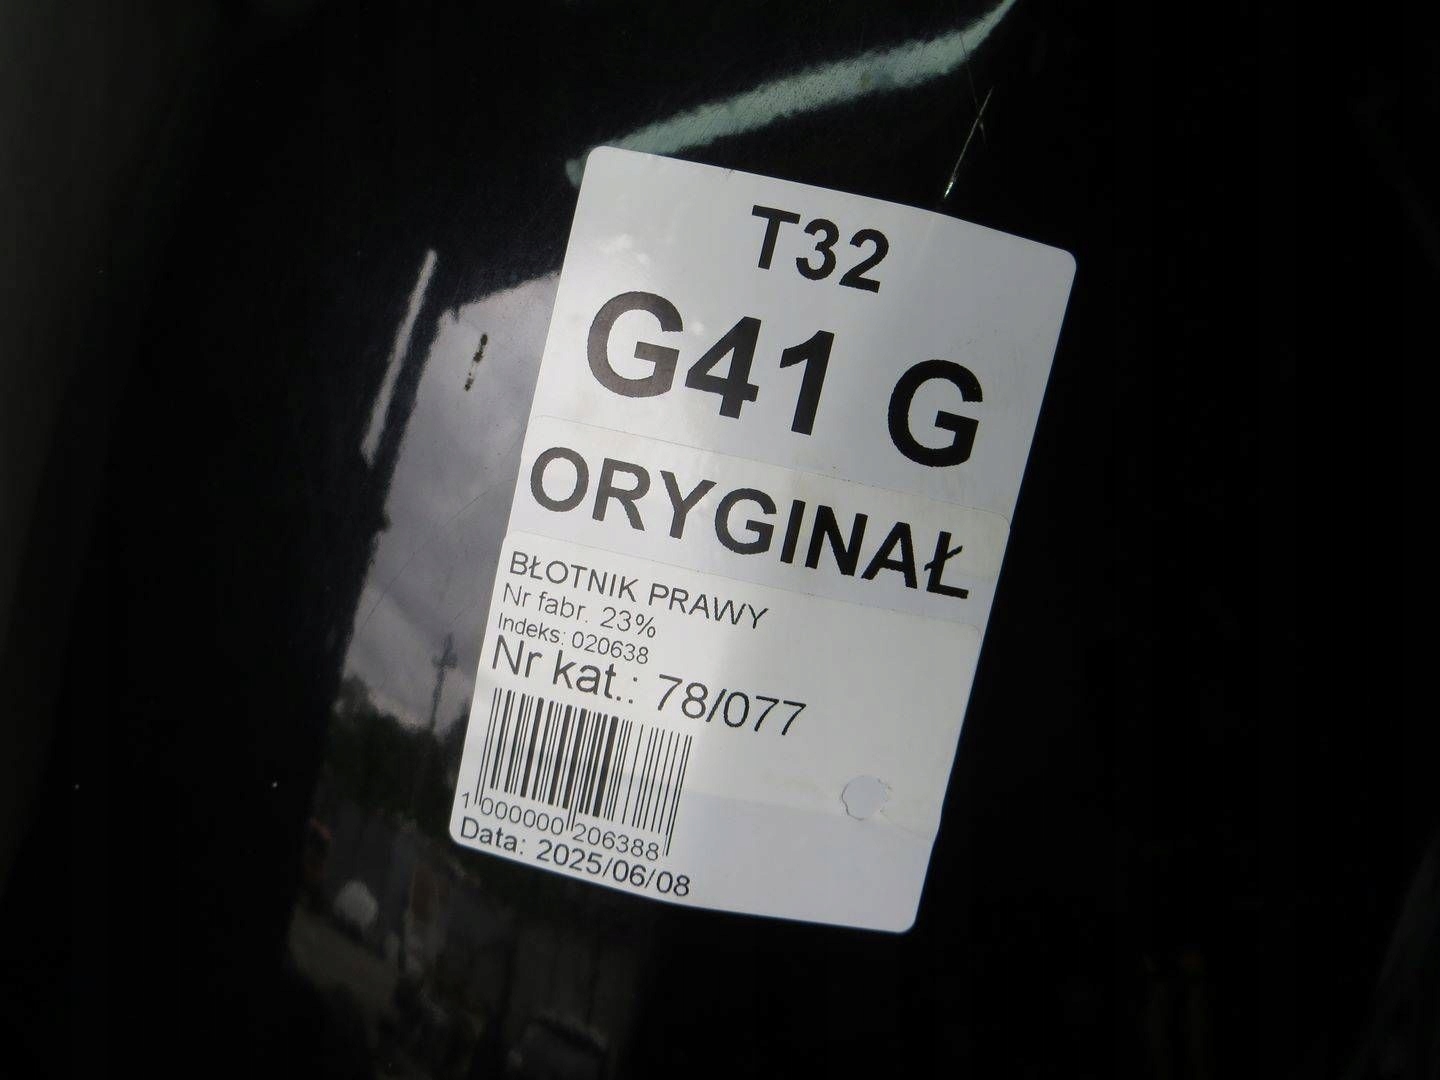 T32
G41 G
ORYGINAŁ
BŁOTNIK PRAWY
Nr fabr. 23%
Indeks: 020638
Nr kat.: 78/077
1 000000 206388
Data: 2025/06/08